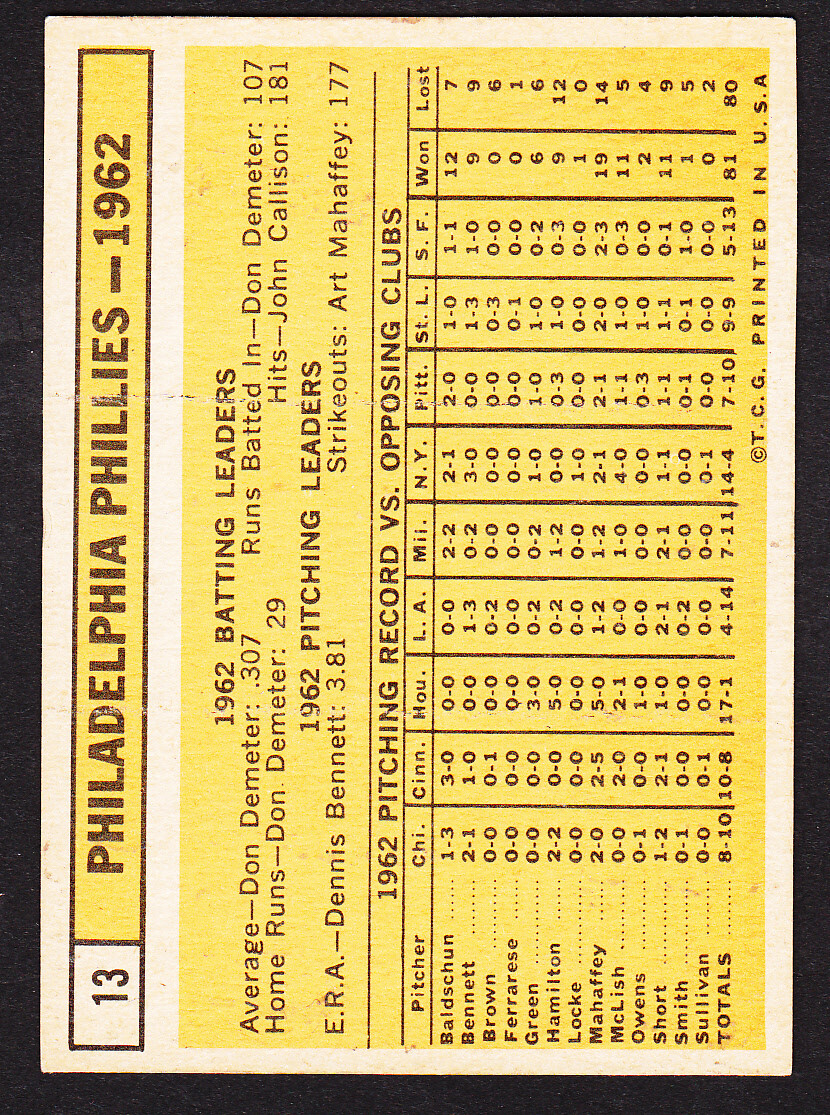 13 PHILADELPHIA PHILLIES—1962
1962 BATTING LEADERS
Average—Don Demeter: .307 Runs Batted In—Don Demeter: 107
Home Runs—Don Demeter: 29 Hits—John Callison: 181
1962 PITCHING LEADERS
E.R.A.—Dennis Bennett: 3.81 Strikeouts: Art Mahaffey: 177
1962 PITCHING RECORD VS. OPPOSING CLUBS
Pitcher Chi. Cinn. Hou. L.A. Mil. N.Y. Pitt. St. L. S. F. Won Lost
Baldschun ...... 1-3 3-0 0-0 0-0 2-2 2-1 2-0 1-0 1-1 12 7
Bennett ........ 2-1 1-0 0-0 1-3 0-2 3-0 0-0 1-3 1-0 9 9
Brown .......... 0-0 0-1 0-0 0-2 0-0 0-0 0-0 0-3 0-0 0 6
Ferrarese ...... 0-0 0-0 0-0 0-0 0-0 0-0 0-0 0-1 0-0 0 1
Green .......... 0-0 0-0 3-0 0-2 0-2 1-0 1-0 1-0 0-2 6 6
Hamilton ....... 2-2 0-0 5-0 0-2 1-2 0-0 0-3 1-0 0-3 9 12
Locke .......... 0-0 0-0 0-0 0-0 0-0 1-0 0-0 0-0 0-0 1 0
Mahaffey ....... 2-0 2-5 5-0 1-2 1-2 2-1 2-1 2-0 2-3 19 14
McLish ......... 0-0 2-0 2-1 0-0 1-0 4-0 1-1 1-0 0-3 11 5
Owens .......... 0-1 0-0 1-0 0-0 0-0 0-0 0-3 1-0 0-0 2 4
Short .......... 1-2 2-1 1-0 2-1 2-1 1-1 1-1 1-1 0-1 11 9
Smith .......... 0-1 0-0 0-0 0-2 0-0 0-0 0-1 0-1 1-0 1 5
Sullivan ....... 0-0 0-1 0-0 0-0 0-0 0-1 0-0 0-0 0-0 0 2
TOTALS ......... 8-10 10-8 17-1 4-14 7-11 14-4 7-10 9-9 5-13 81 80
©T.C.G. PRINTED IN U.S.A